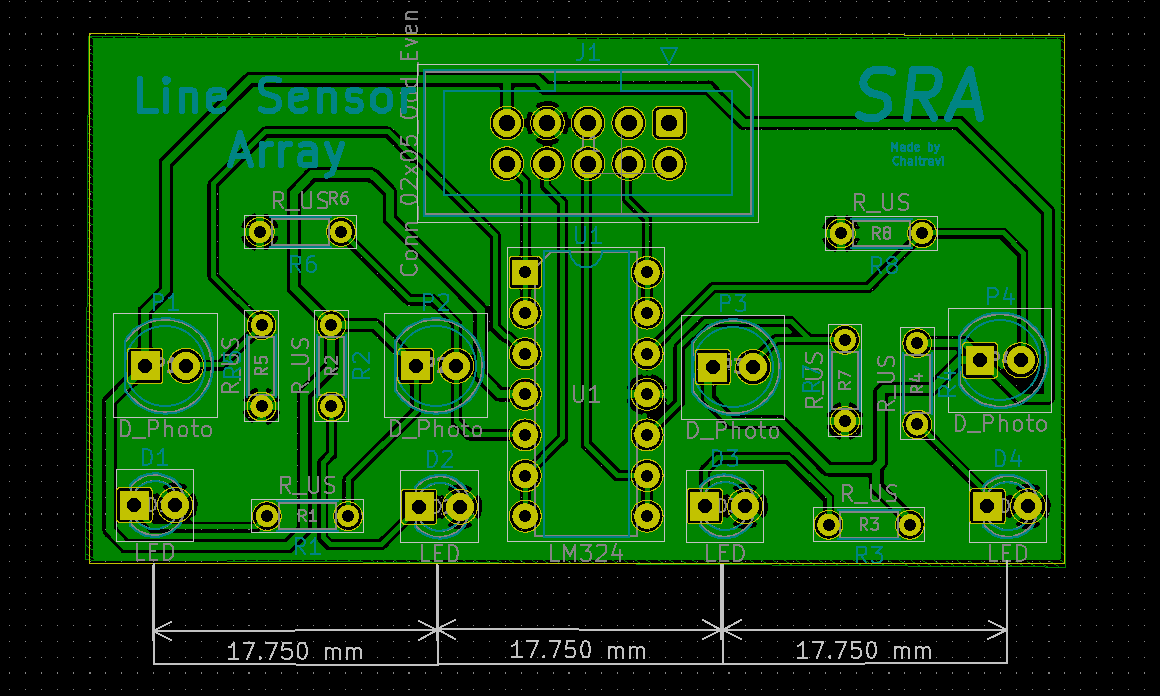 J1
Line Sensor
Array
SRA
Made by
Chaitravi
Conn_02x05_Odd_Even
R_US
R6
R6
U1
R_US
R8
R8
P1
P2
P3
P4
R_US
R5
R_US
R2
R2
U1
R_US
R7
R_US
R4
D_Photo
D_Photo
D_Photo
D_Photo
D1
D2
D3
D4
R_US
R1
R1
R_US
R3
R3
LED
LED
LM324
LED
LED
17.750 mm
17.750 mm
17.750 mm